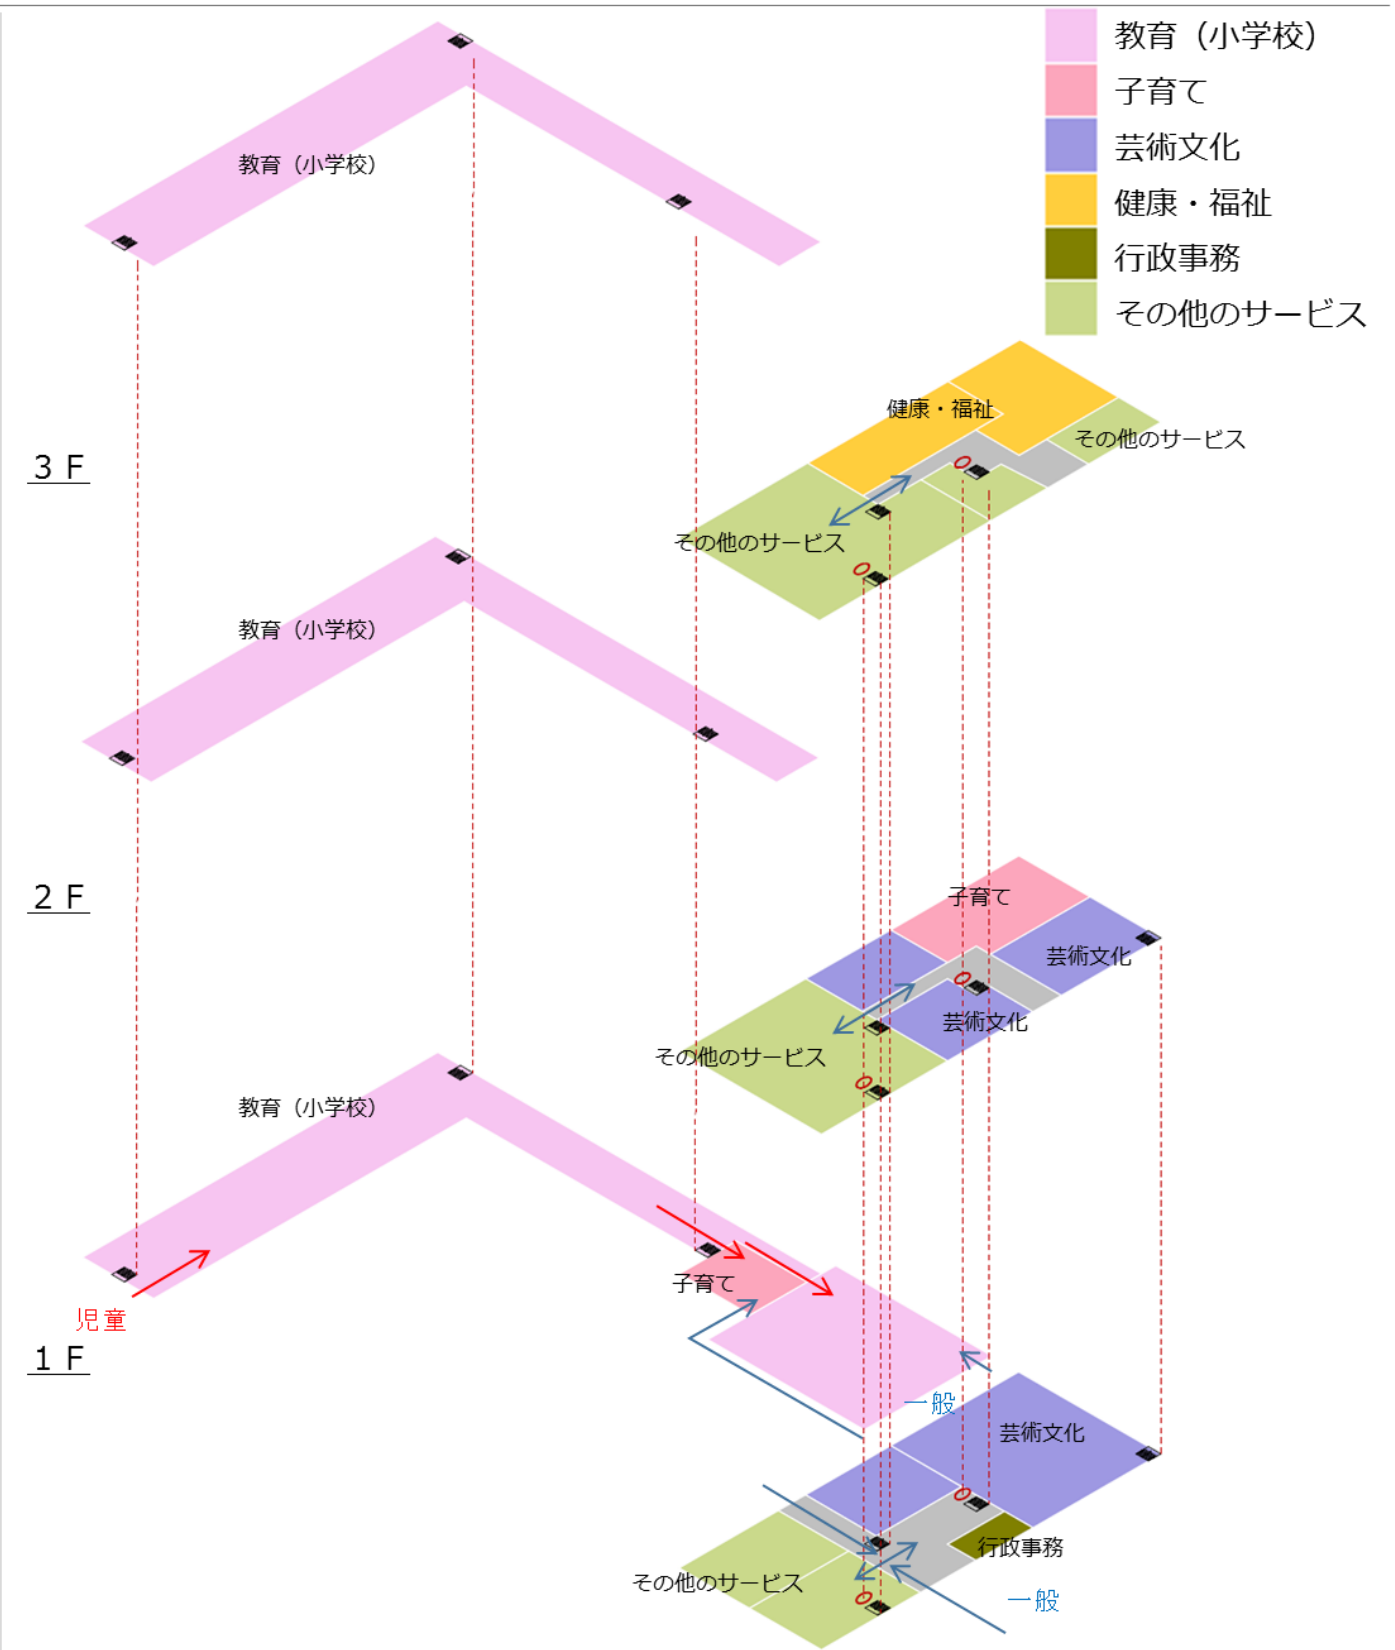 教育（小学校）
子育て
芸術文化
健康・福祉
行政事務
その他のサービス
教育（小学校）
健康・福祉
その他のサービス
３Ｆ
その他のサービス
教育（小学校）
２Ｆ
子育て
芸術文化
芸術文化
その他のサービス
教育（小学校）
子育て
児童
１Ｆ
一般
芸術文化
行政事務
その他のサービス
一般